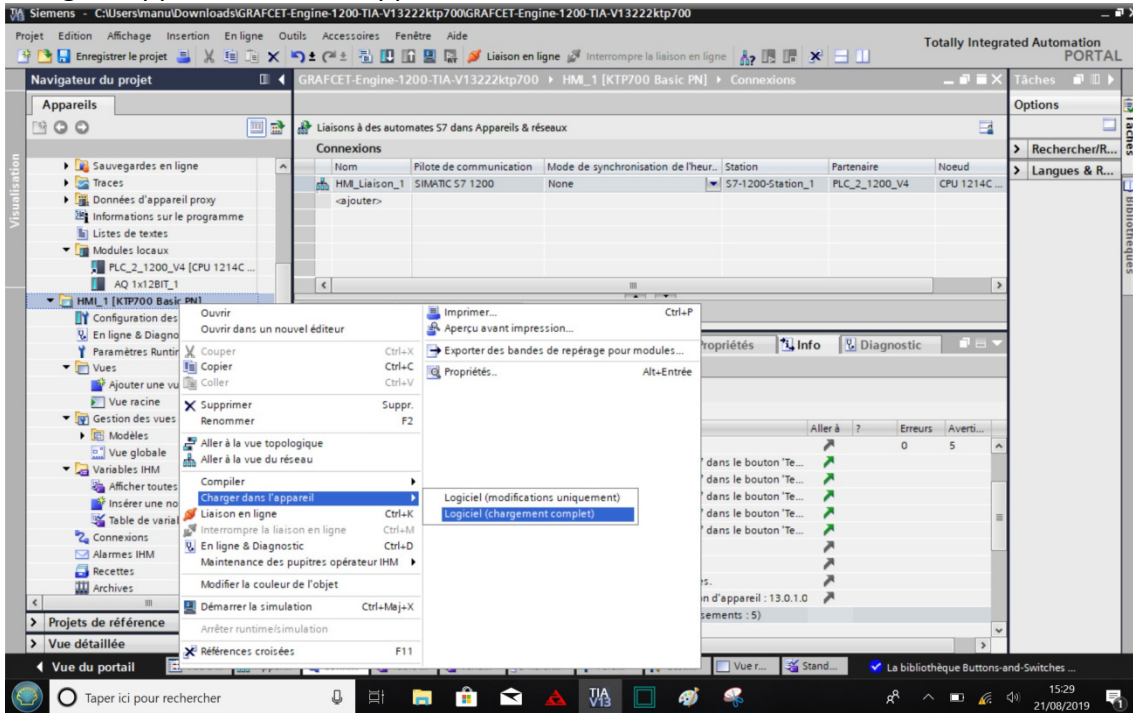 Siemens - C:\Users\manu\Downloads\GRAFCET-Engine-1200-TIA-V13222ktp700\GRAFCET-Engine-1200-TIA-V13222ktp700
Projet Edition Affichage Insertion En ligne Outils Accessoires Fenêtre Aide
Totally Integrated Automation
PORTAL
Enregistrer le projet Liaison en ligne Interrompre la liaison en ligne
Navigateur du projet
GRAFCET-Engine-1200-TIA-V13222ktp700 HMI_1 [KTP700 Basic PN] Connexions
Tâches
Appareils
Options
Liaisons à des automates S7 dans Appareils & réseaux
Connexions
Rechercher/R...
Langues & R...
Tâches
Bibliothèques
Visualisation
Nom Pilote de communication Mode de synchronisation de l'heur.. Station Partenaire Noeud
HMI_Liaison_1 SIMATIC S7 1200 None S7-1200-Station_1 PLC_2_1200_V4 CPU 1214C ...
<ajouter>
Sauvegardes en ligne
Traces
Données d'appareil proxy
Informations sur le programme
Listes de textes
Modules locaux
PLC_2_1200_V4 [CPU 1214C ...
AQ 1x12BIT_1
HMI_1 [KTP700 Basic PN]
Configuration des
En ligne & Diagno
Paramètres Runtim
Vues
Ajouter une vu
Vue racine
Gestion des vues
Modèles
Vue globale
Variables IHM
Afficher toutes
Insérer une no
Table de varial
Connexions
Alarmes IHM
Recettes
Archives
Projets de référence
Vue détaillée
Ouvrir
Ouvrir dans un nouvel éditeur
Couper Ctrl+X
Copier Ctrl+C
Coller Ctrl+V
Supprimer Suppr.
Renommer F2
Aller à la vue topologique
Aller à la vue du réseau
Compiler
Charger dans l'appareil
Liaison en ligne Ctrl+K
Interrompre la liaison en ligne Ctrl+M
En ligne & Diagnostic Ctrl+D
Maintenance des pupitres opérateur IHM
Modifier la couleur de l'objet
Démarrer la simulation Ctrl+Maj+X
Arrêter runtime/simulation
Références croisées F11
Imprimer... Ctrl+P
Aperçu avant impression...
Exporter des bandes de repérage pour modules...
Propriétés.. Alt+Entrée
Logiciel (modifications uniquement)
Logiciel (chargement complet)
Propriétés Info Diagnostic
Aller à ? Erreurs Averti...
0 5
' dans le bouton 'Te...
' dans le bouton 'Te...
' dans le bouton 'Te...
' dans le bouton 'Te...
' dans le bouton 'Te...
es.
on d'appareil : 13.0.1.0
sements : 5)
Vue du portail
Vue r...
Stand...
La bibliothèque Buttons-and-Switches ...
Taper ici pour rechercher
TIA
V13
15:29
21/08/2019
1